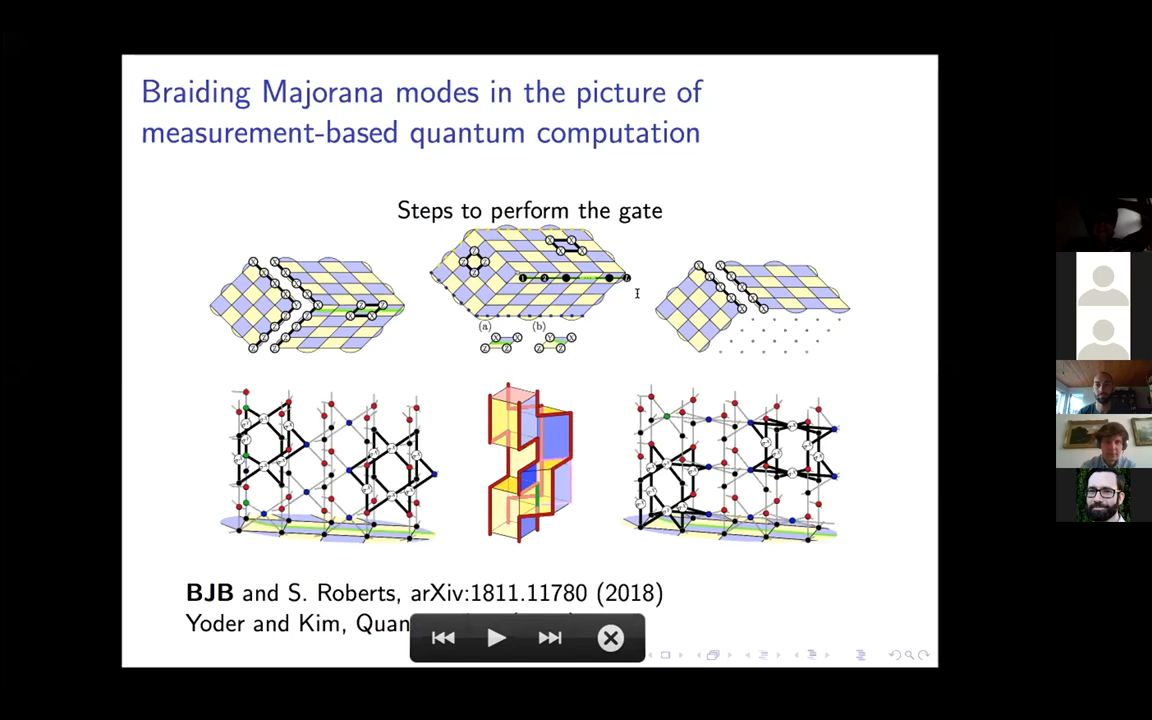 Braiding Majorana modes in the picture of
measurement-based quantum computation
Steps to perform the gate
(a)
(b)
BJB and S. Roberts, arXiv:1811.11780 (2018)
Yoder and Kim, Quan